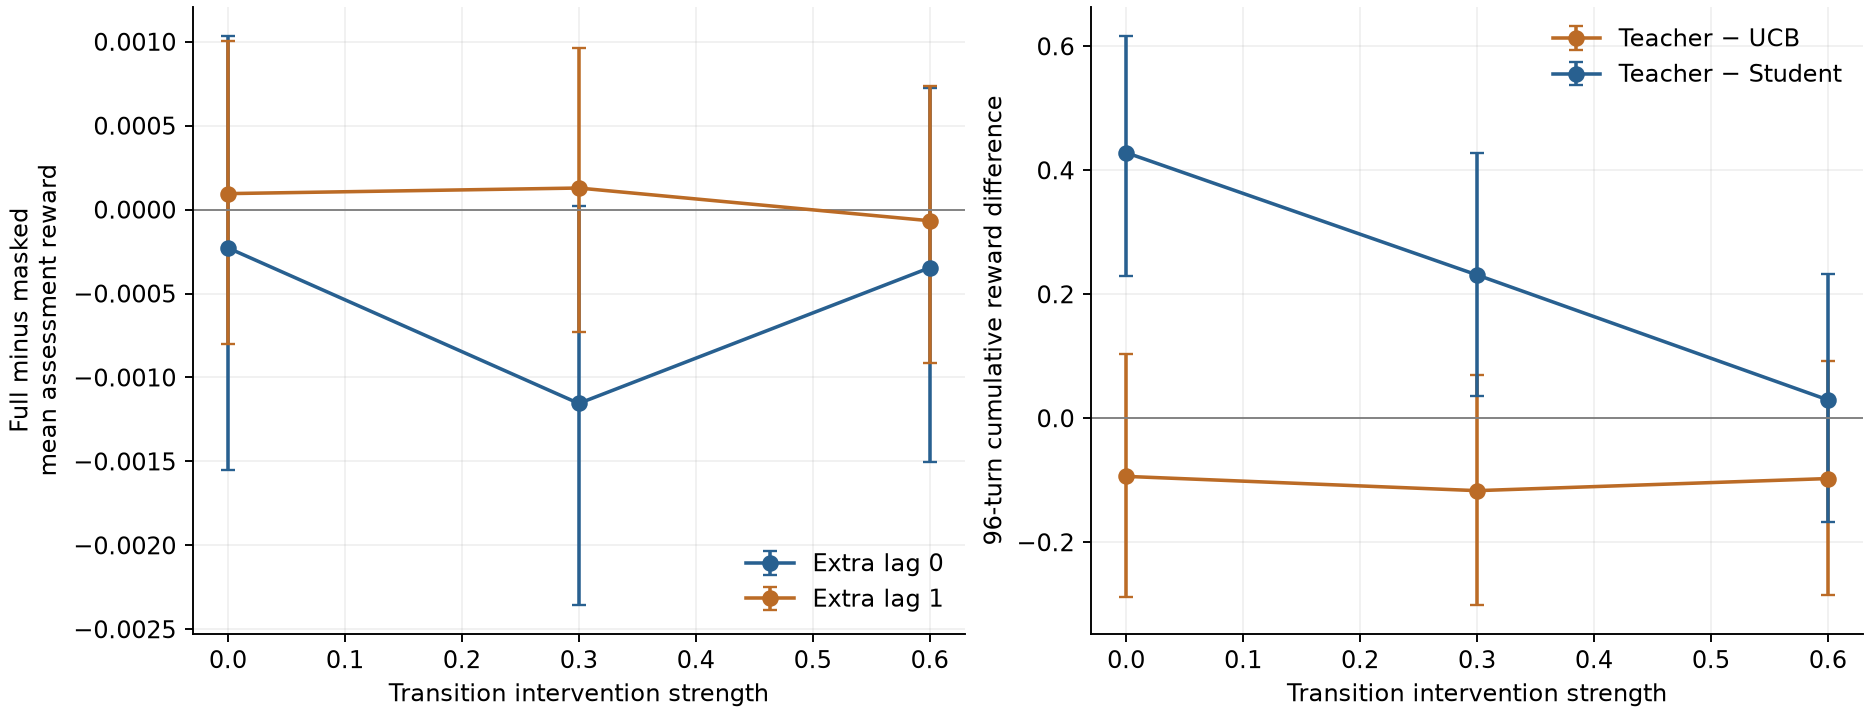 Full minus masked
mean assessment reward
0.0010
0.0005
0.0000
−0.0005
−0.0010
−0.0015
−0.0020
−0.0025
Extra lag 0
Extra lag 1
0.0 0.1 0.2 0.3 0.4 0.5 0.6
Transition intervention strength
96-turn cumulative reward difference
0.6
0.4
0.2
0.0
−0.2
Teacher − UCB
Teacher − Student
0.0 0.1 0.2 0.3 0.4 0.5 0.6
Transition intervention strength